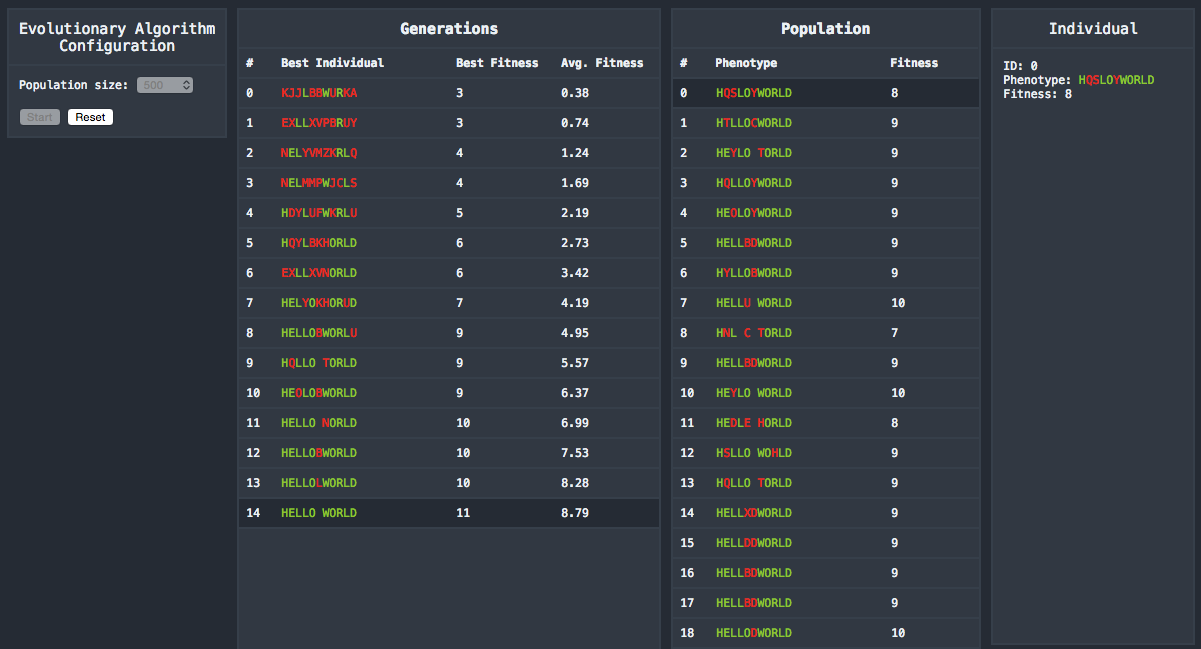 Evolutionary Algorithm
Configuration
Population size: 500
Start Reset
Generations
# Best Individual Best Fitness Avg. Fitness
0 KJJLBBWURKA 3 0.38
1 EXLLXVPBRUY 3 0.74
2 NELYVMZKRLQ 4 1.24
3 NELMMPWJCLS 4 1.69
4 HDYLUFWKRLU 5 2.19
5 HQYLBKHORLD 6 2.73
6 EXLLXVNORLD 6 3.42
7 HELYOKHORUD 7 4.19
8 HELLOBWORLU 9 4.95
9 HQLLO TORLD 9 5.57
10 HEOLOBWORLD 9 6.37
11 HELLO NORLD 10 6.99
12 HELLOBWORLD 10 7.53
13 HELLOLWORLD 10 8.28
14 HELLO WORLD 11 8.79
Population
# Phenotype Fitness
0 HQSLOYWORLD 8
1 HTLLOCWORLD 9
2 HEYLO TORLD 9
3 HQLLOYWORLD 9
4 HEOLOYWORLD 9
5 HELLBDWORLD 9
6 HYLLOBWORLD 9
7 HELLU WORLD 10
8 HNL C TORLD 7
9 HELLBDWORLD 9
10 HEYLO WORLD 10
11 HEDLE HORLD 8
12 HSLLO WOHLD 9
13 HQLLO TORLD 9
14 HELLXDWORLD 9
15 HELLDDWORLD 9
16 HELLBDWORLD 9
17 HELLBDWORLD 9
18 HELLODWORLD 10
Individual
ID: 0
Phenotype: HQSLOYWORLD
Fitness: 8